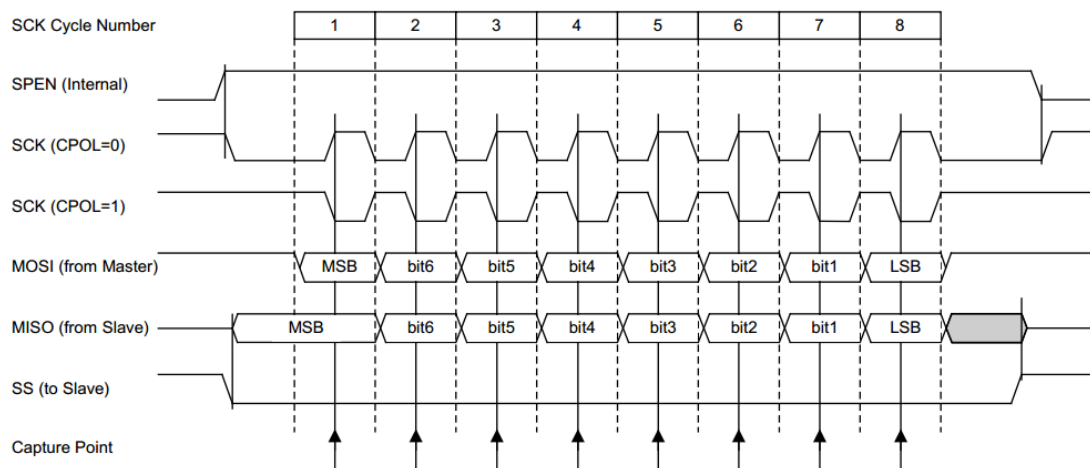 SCK Cycle Number 1 2 3 4 5 6 7 8
SPEN (Internal)
SCK (CPOL=0)
SCK (CPOL=1)
MOSI (from Master) MSB bit6 bit5 bit4 bit3 bit2 bit1 LSB
MISO (from Slave) MSB bit6 bit5 bit4 bit3 bit2 bit1 LSB
SS (to Slave)
Capture Point